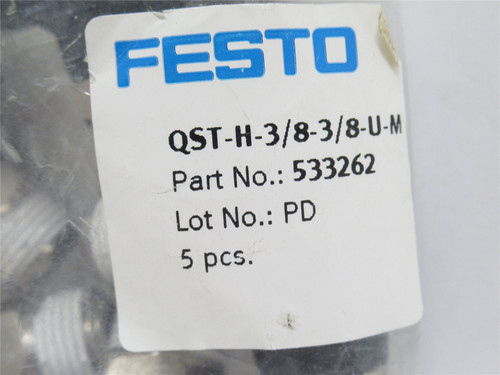 FESTO
QST-H-3/8-3/8-U-M
Part No.: 533262
Lot No.: PD
5 pcs.